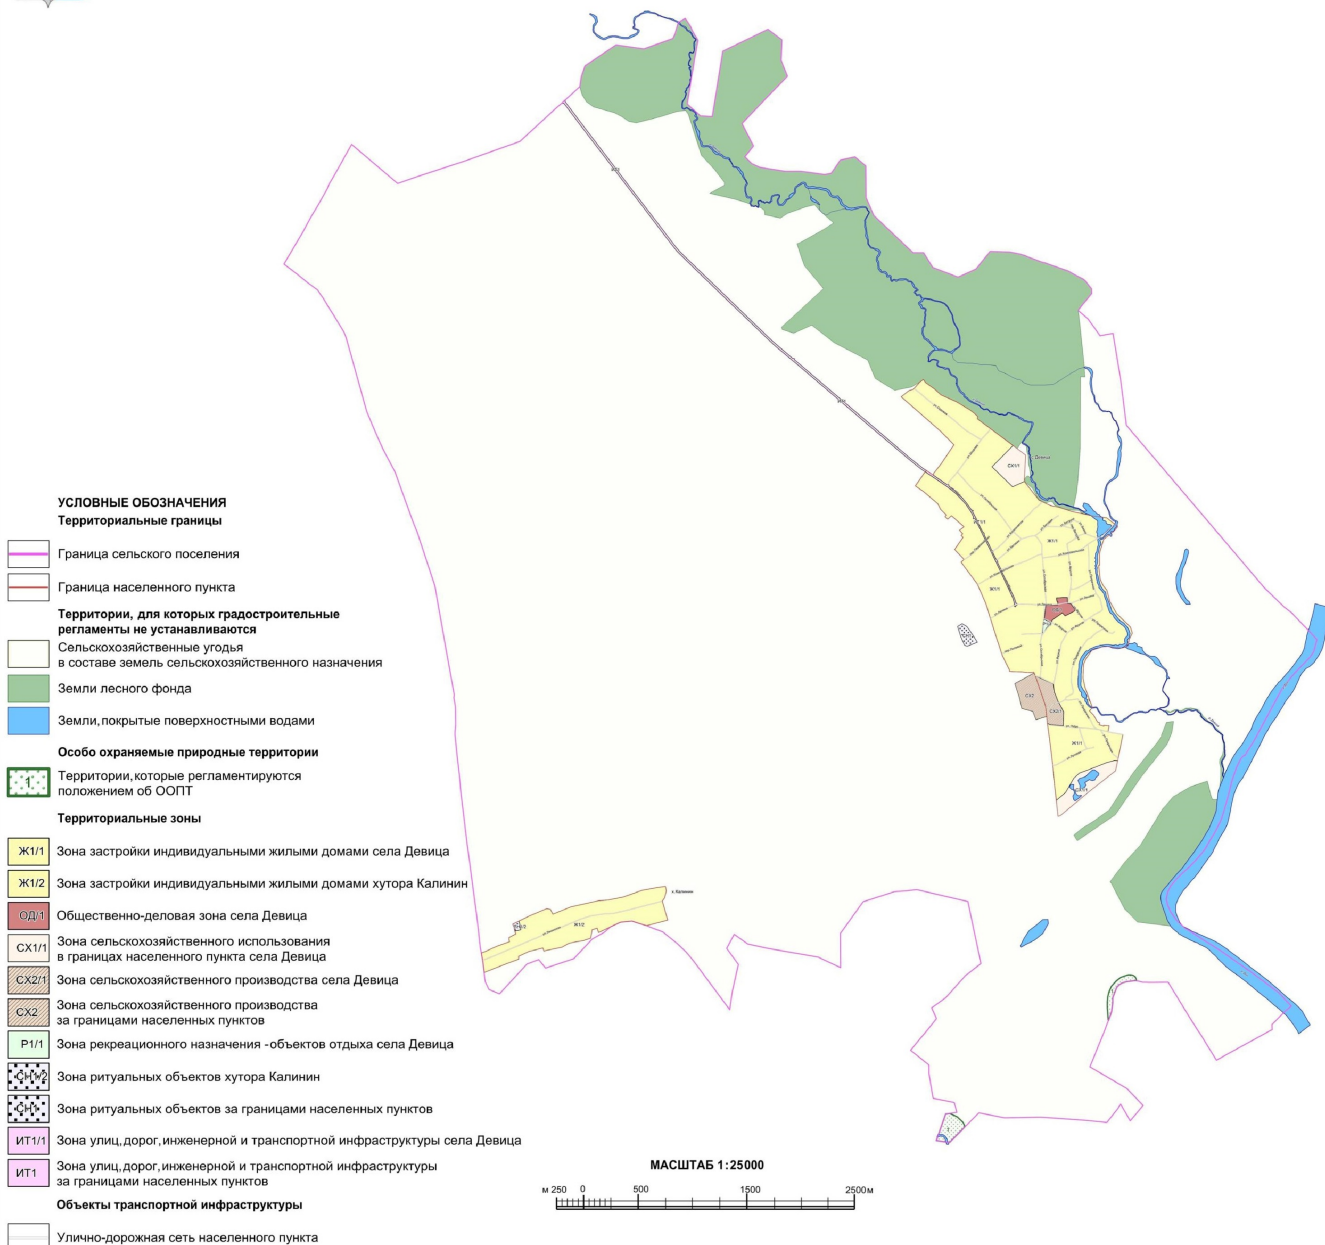 УСЛОВНЫЕ ОБОЗНАЧЕНИЯ
Территориальные границы
Граница сельского поселения
Граница населенного пункта
Территории, для которых градостроительные
регламенты не устанавливаются
Сельскохозяйственные угодья
в составе земель сельскохозяйственного назначения
Земли лесного фонда
Земли, покрытые поверхностными водами
Особо охраняемые природные территории
1 Территории, которые регламентируются
положением об ООПТ
Территориальные зоны
Ж1/1 Зона застройки индивидуальными жилыми домами села Девица
Ж1/2 Зона застройки индивидуальными жилыми домами хутора Калинин
ОД/1 Общественно-деловая зона села Девица
СХ1/1 Зона сельскохозяйственного использования
в границах населенного пункта села Девица
СХ2/1 Зона сельскохозяйственного производства села Девица
СХ2 Зона сельскохозяйственного производства
за границами населенных пунктов
Р1/1 Зона рекреационного назначения - объектов отдыха села Девица
СН1/2 Зона ритуальных объектов хутора Калинин
СН1 Зона ритуальных объектов за границами населенных пунктов
ИТ1/1 Зона улиц, дорог, инженерной и транспортной инфраструктуры села Девица
ИТ1 Зона улиц, дорог, инженерной и транспортной инфраструктуры
за границами населенных пунктов
Объекты транспортной инфраструктуры
Улично-дорожная сеть населенного пункта
СХ1/1
Ж1/1
Ж1/1
СХ2
СХ2/1
Ж1/1
х. Калинин
Ж1/2
1
МАСШТАБ 1:25000
м 250 0 500 1500 2500м